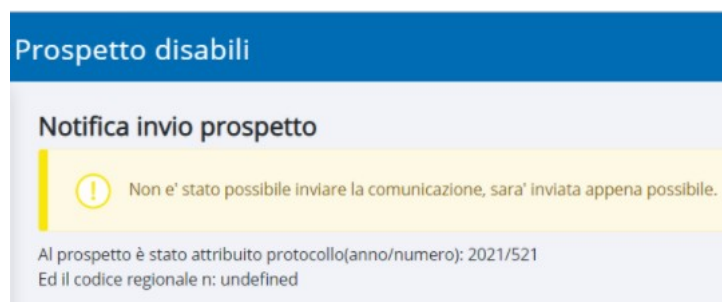 Prospetto disabili
Notifica invio prospetto
Non e' stato possibile inviare la comunicazione, sara' inviata appena possibile.
Al prospetto è stato attribuito protocollo(anno/numero): 2021/521
Ed il codice regionale n: undefined